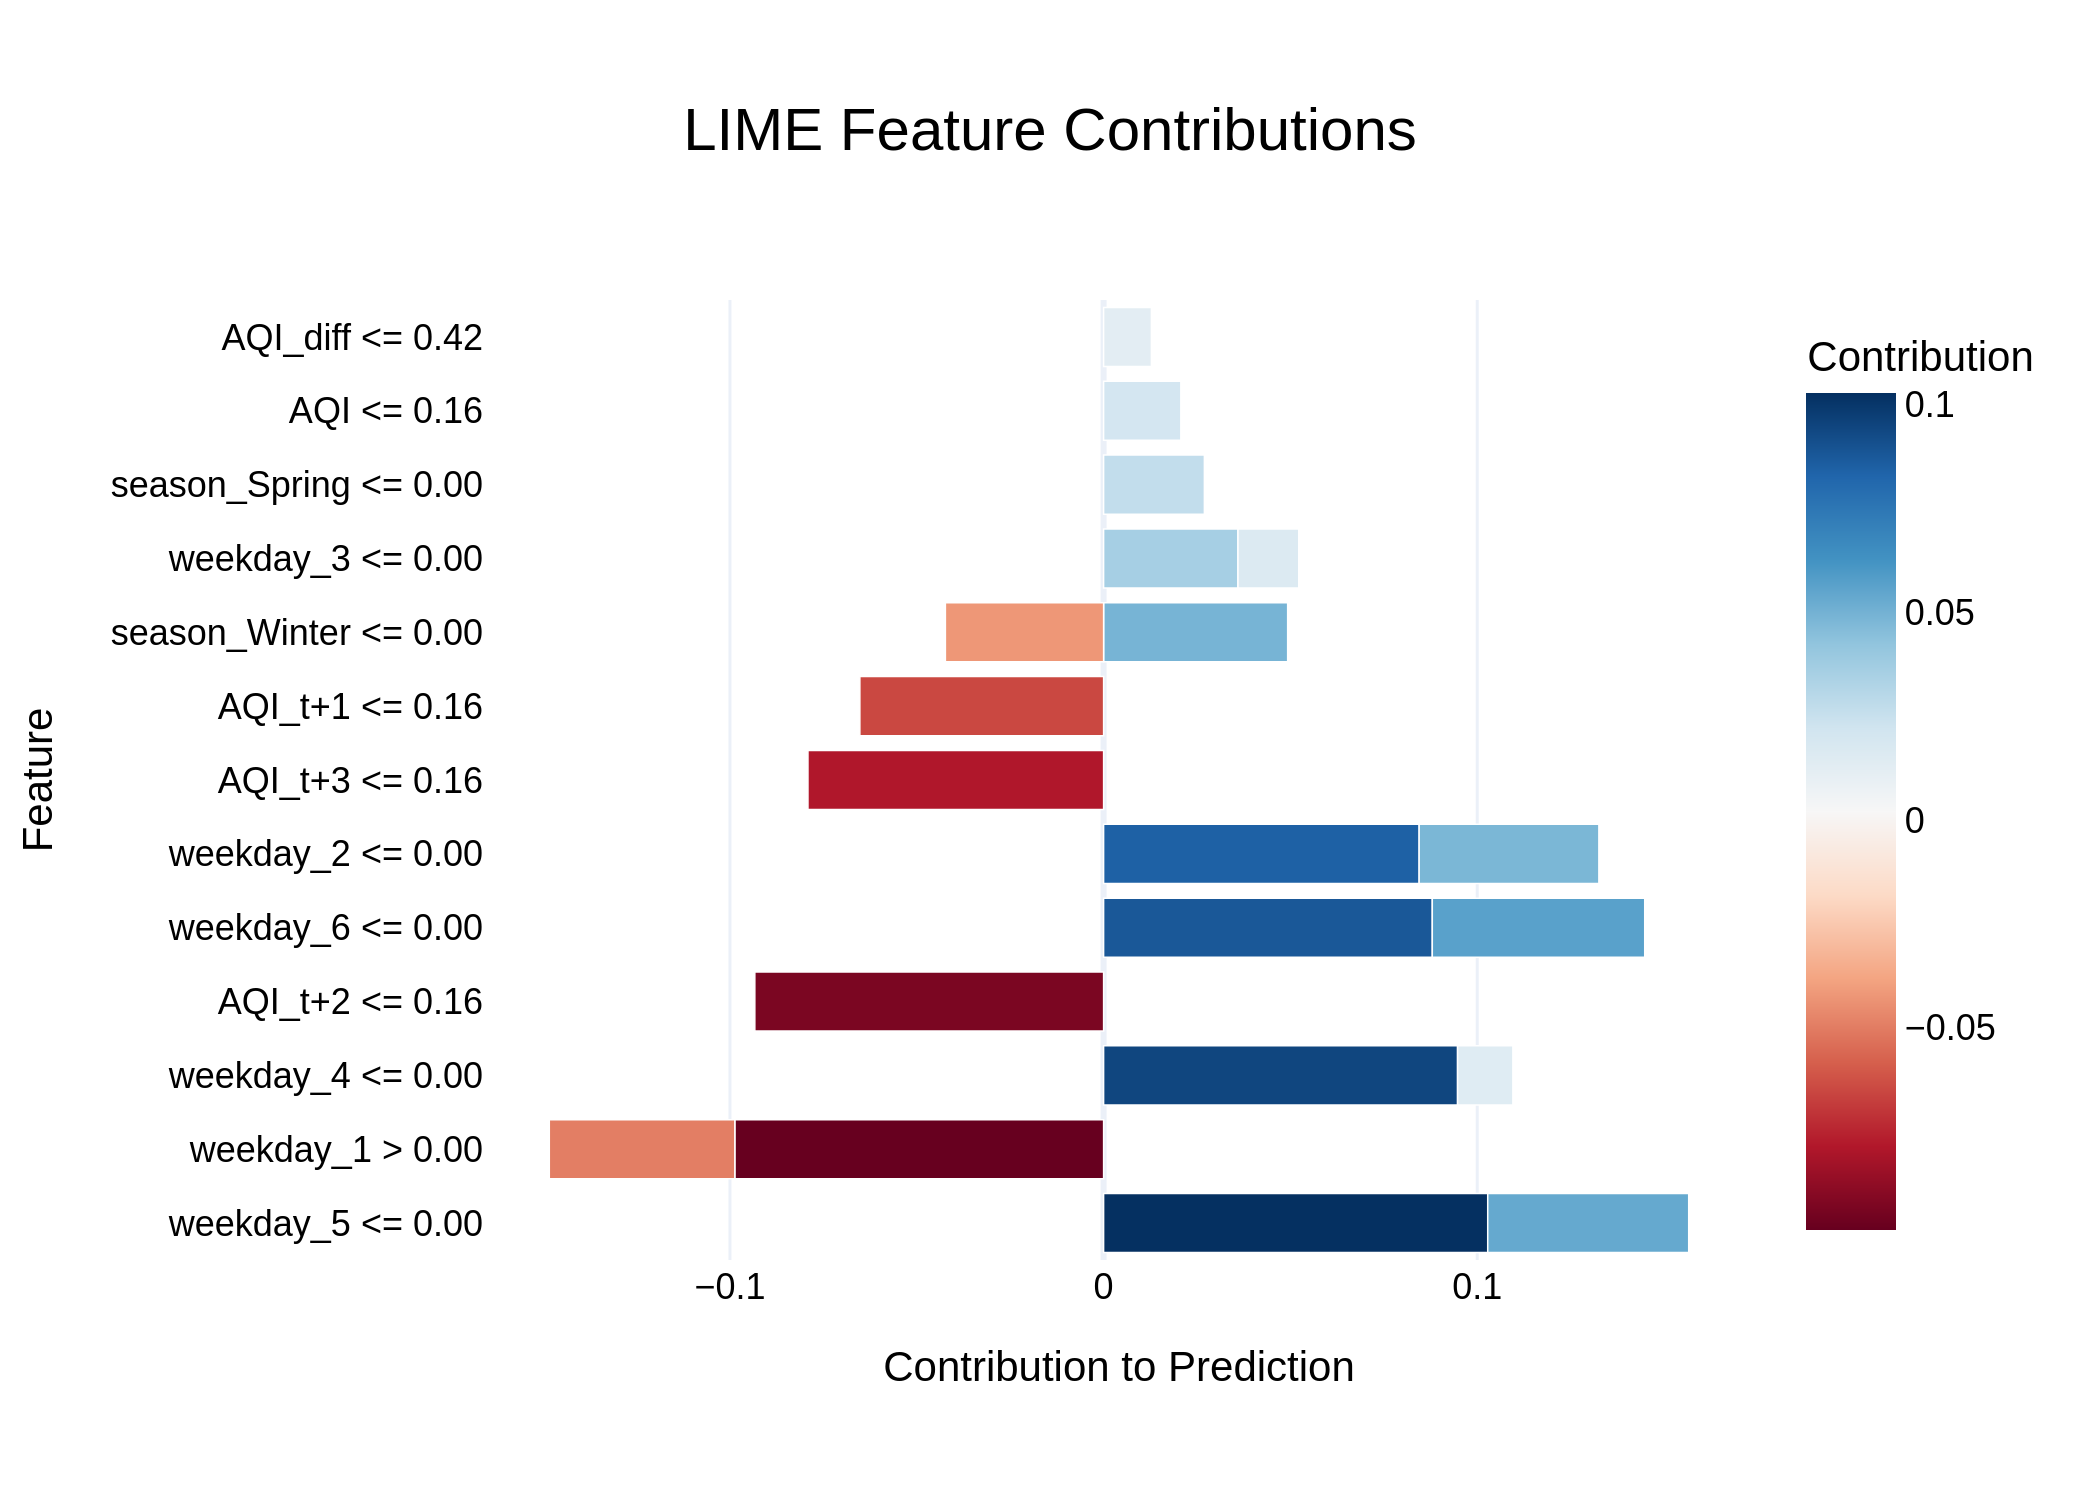 LIME Feature Contributions
AQI_diff <= 0.42
AQI <= 0.16
season_Spring <= 0.00
weekday_3 <= 0.00
season_Winter <= 0.00
AQI_t+1 <= 0.16
AQI_t+3 <= 0.16
weekday_2 <= 0.00
weekday_6 <= 0.00
AQI_t+2 <= 0.16
weekday_4 <= 0.00
weekday_1 > 0.00
weekday_5 <= 0.00
Feature
−0.1
0
0.1
Contribution to Prediction
Contribution
0.1
0.05
0
−0.05